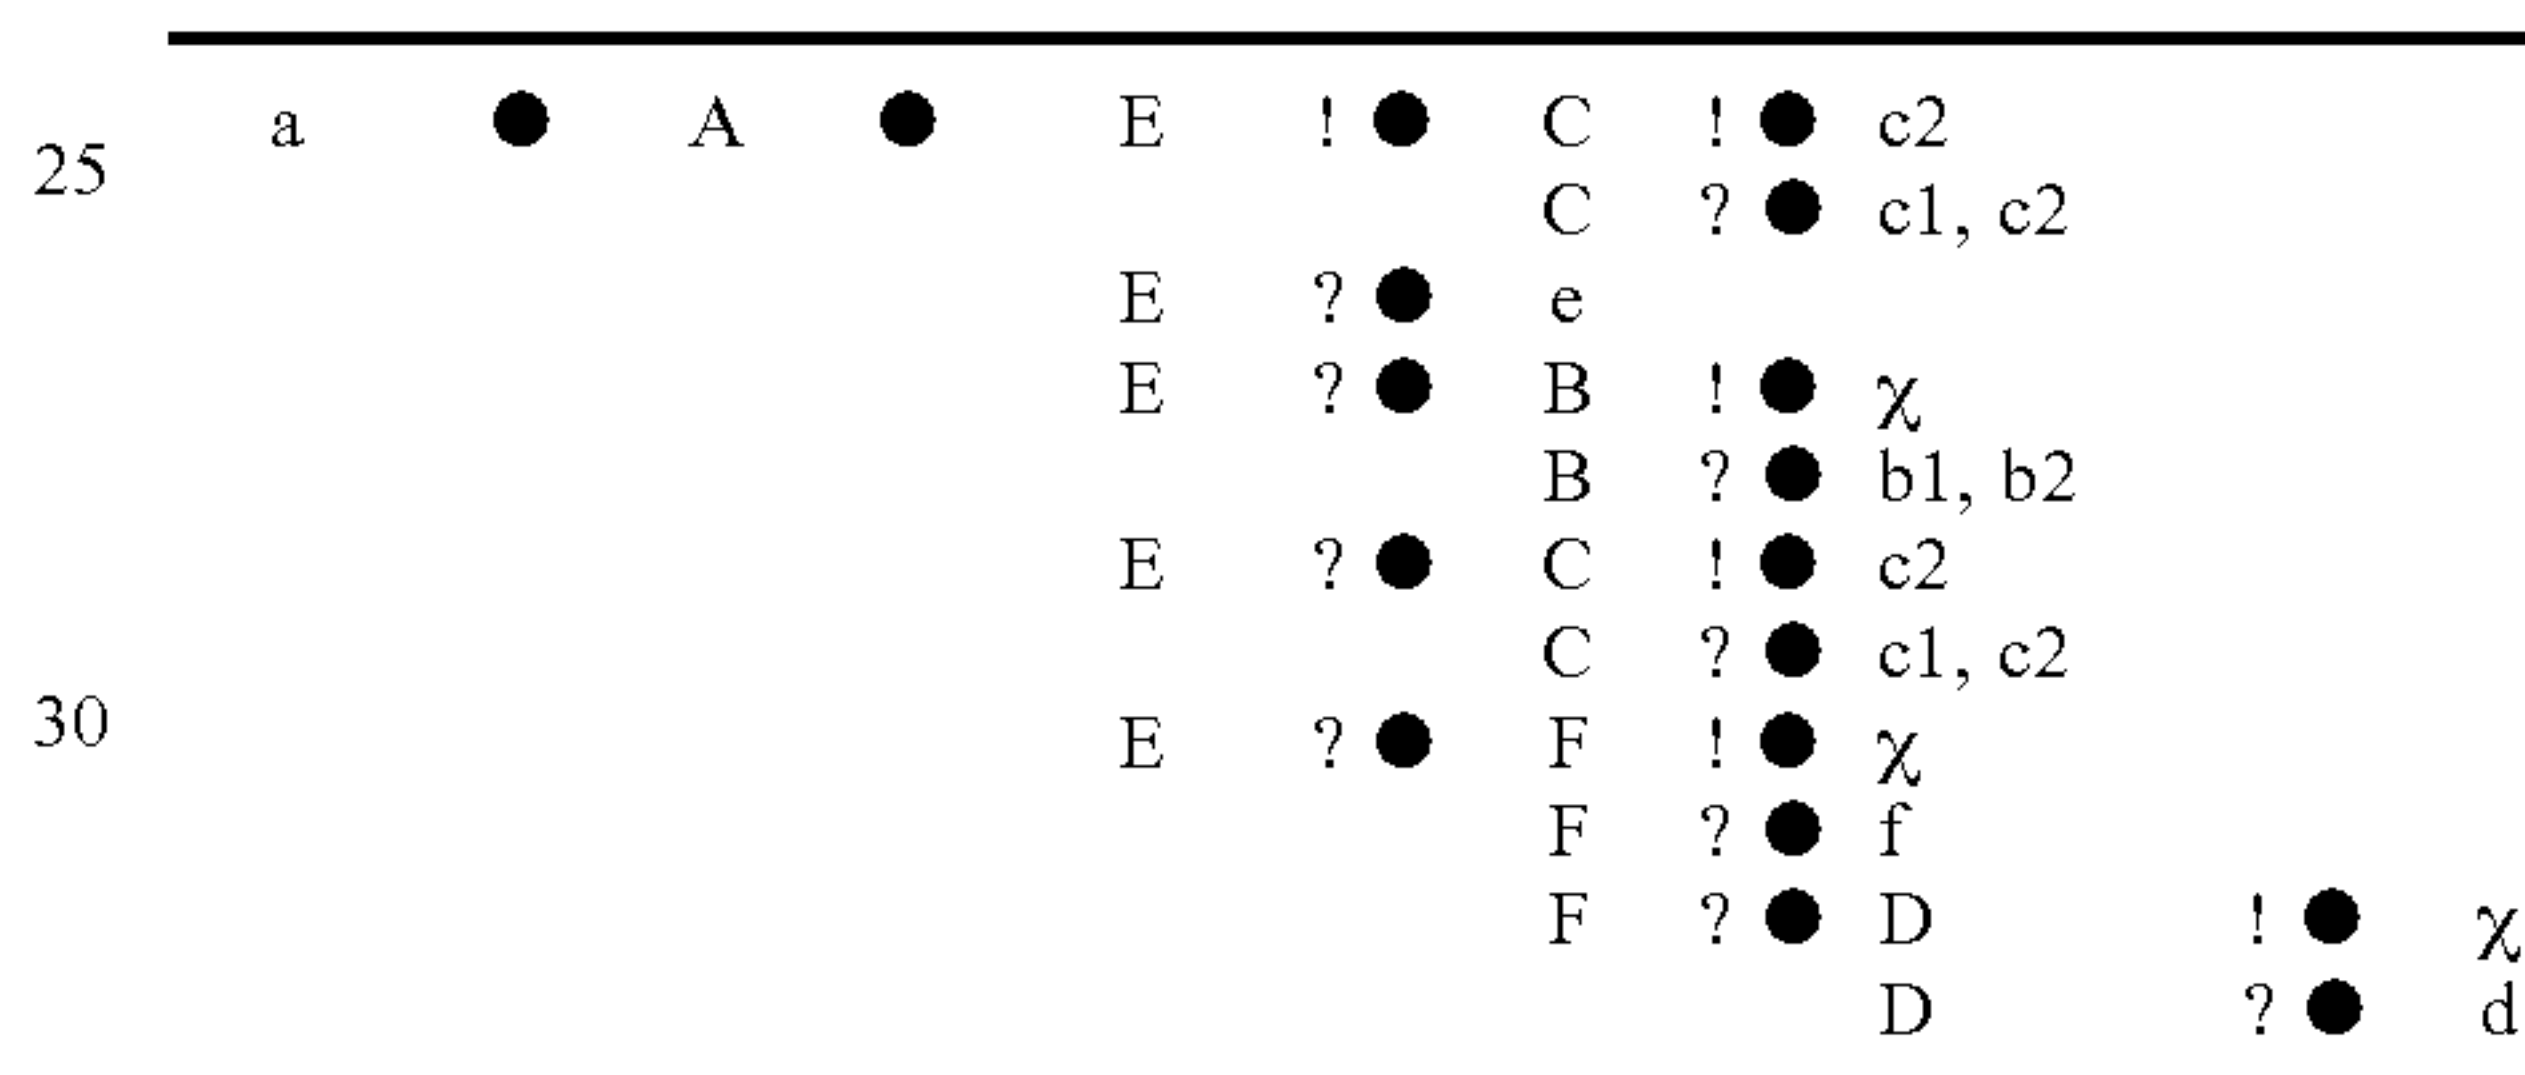 a ● A ● E ! ● C ! ● c2
25
C ? ● c1, c2
E ? ● e
E ? ● B ! ● χ
B ? ● b1, b2
E ? ● C ! ● c2
C ? ● c1, c2
30
E ? ● F ! ● χ
F ? ● f
F ? ● D ! ● χ
D ? ● d